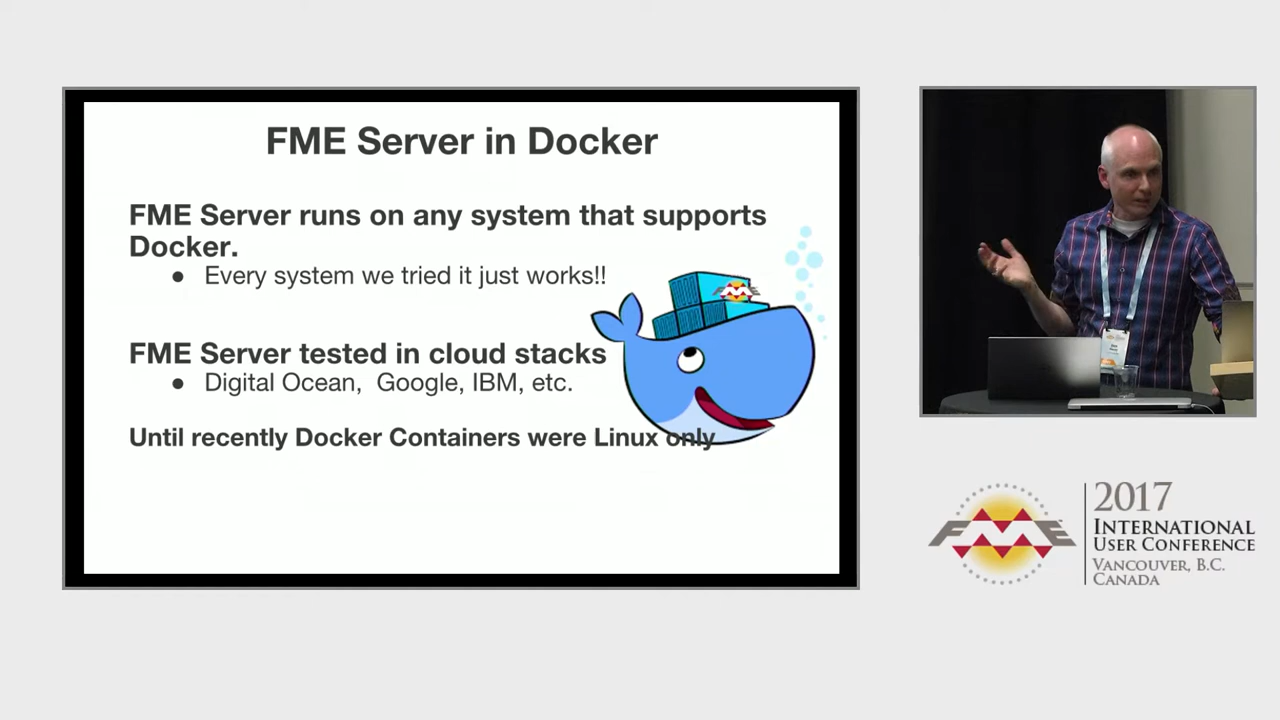 FME Server in Docker
FME Server runs on any system that supports
Docker.
● Every system we tried it just works!!
FME Server tested in cloud stacks
● Digital Ocean, Google, IBM, etc.
Until recently Docker Containers were Linux only
FME
2017
INTERNATIONAL
USER CONFERENCE
VANCOUVER, B.C.
CANADA